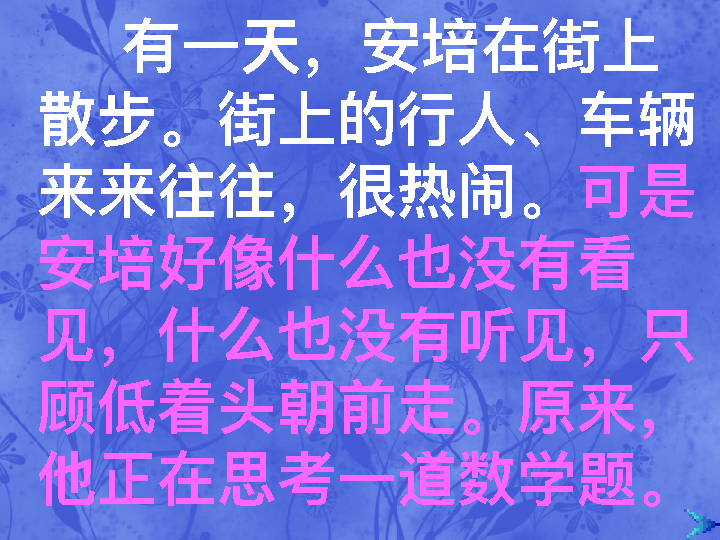 有一天，安培在街上
散步。街上的行人、车辆
来来往往，很热闹。可是
安培好像什么也没有看
见，什么也没有听见，只
顾低着头朝前走。原来，
他正在思考一道数学题。